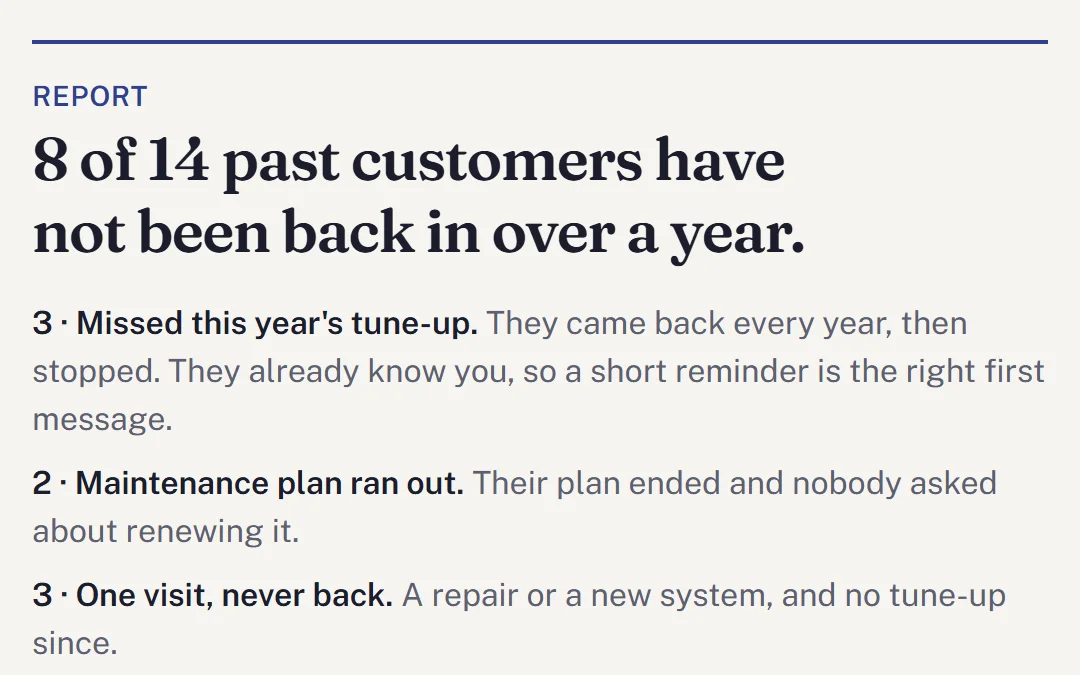 REPORT
8 of 14 past customers have
not been back in over a year.
3 · Missed this year's tune-up. They came back every year, then
stopped. They already know you, so a short reminder is the right first
message.
2 · Maintenance plan ran out. Their plan ended and nobody asked
about renewing it.
3 · One visit, never back. A repair or a new system, and no tune-up
since.